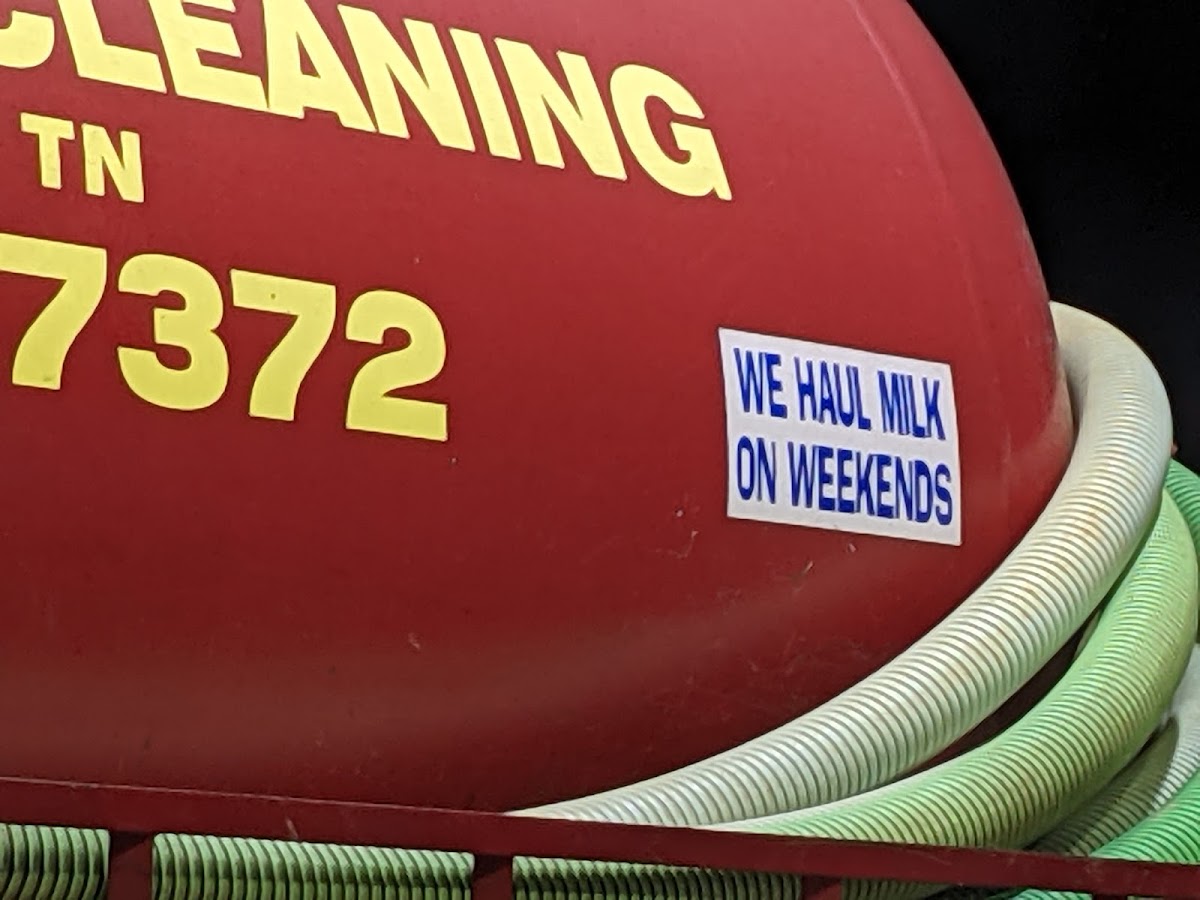 CLEANING
TN
7372
WE HAUL MILK
ON WEEKENDS